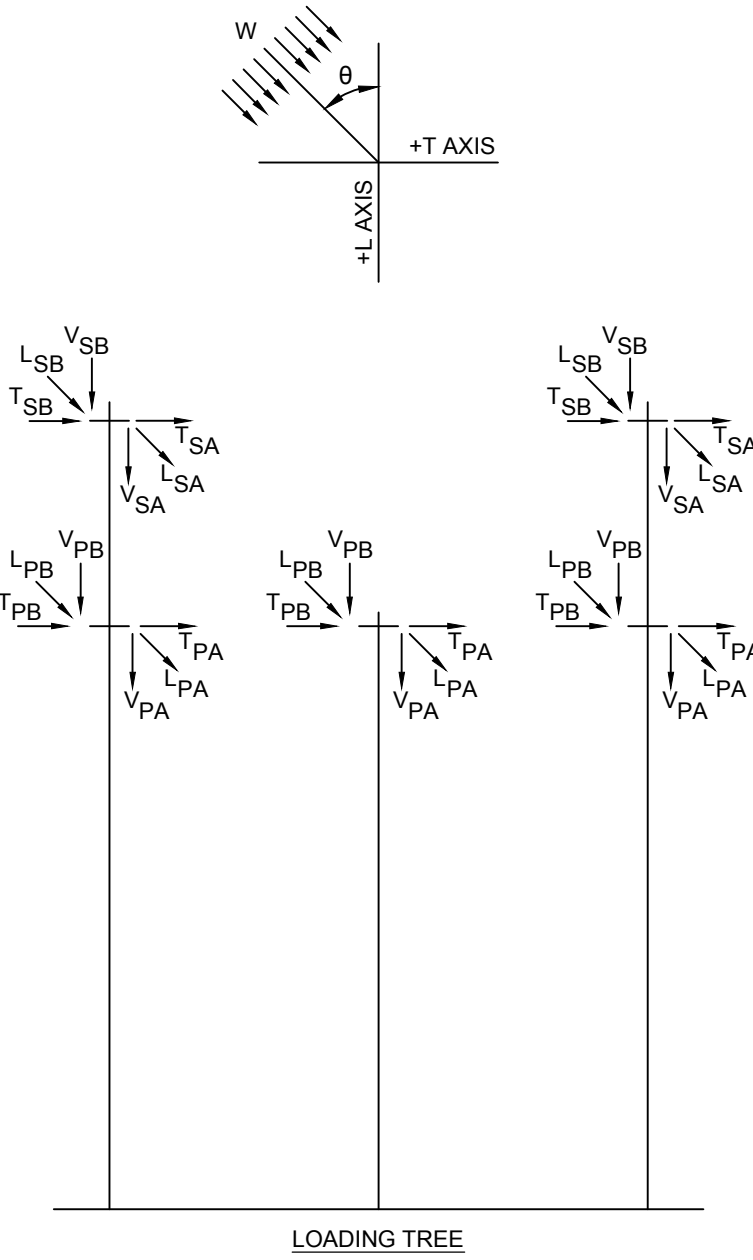 W
θ
+T AXIS
+L AXIS
VSB
LSB
TSB
TSA
LSA
VSA
VSB
LSB
TSB
TSA
LSA
VSA
VPB
LPB
TPB
TPA
LPA
VPA
VPB
LPB
TPB
TPA
LPA
VPA
VPB
LPB
TPB
TPA
LPA
VPA
LOADING TREE